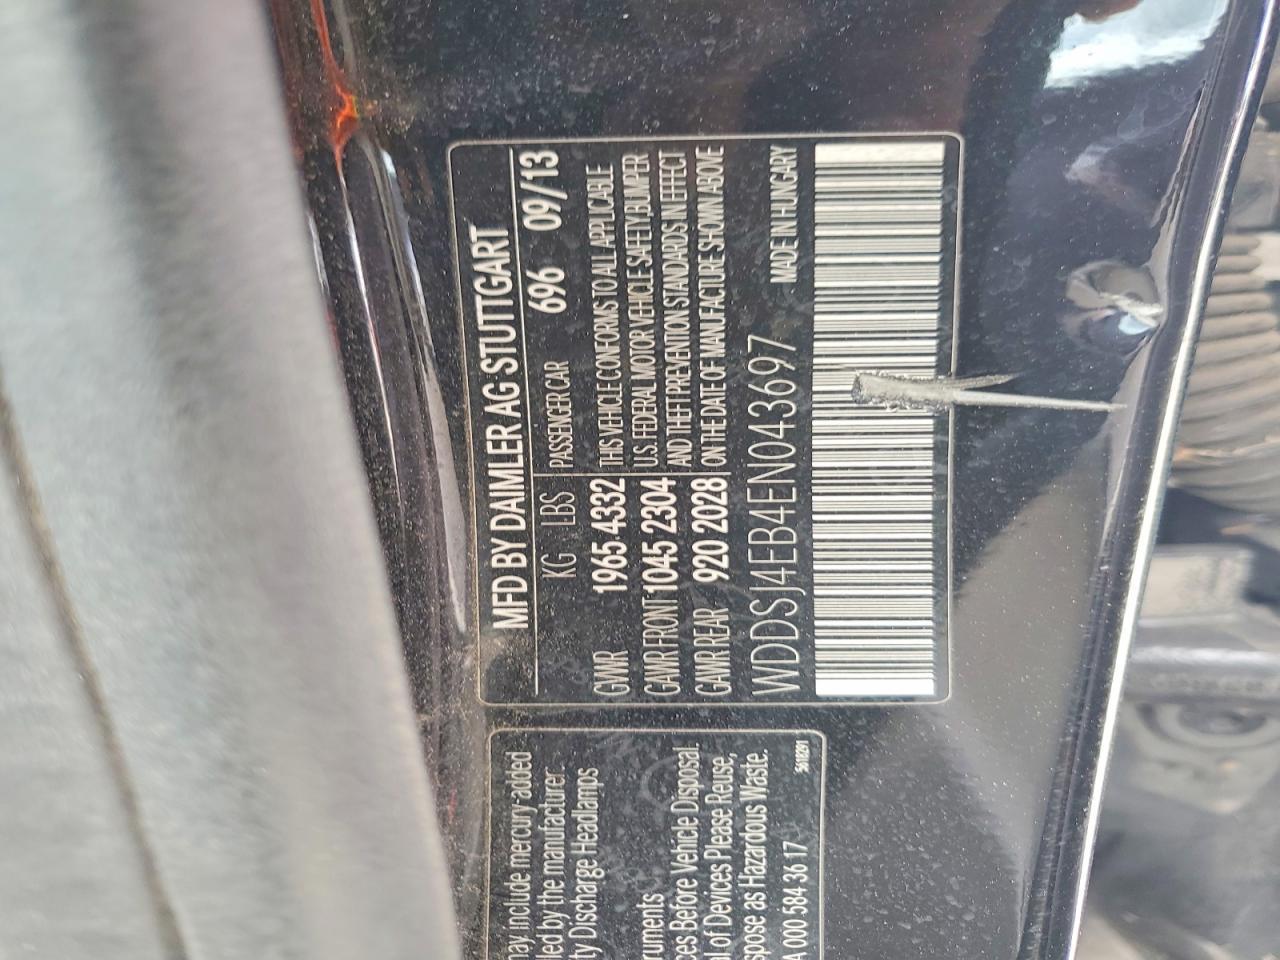 MFD BY DAIMLER AG STUTTGART
KG LBS PASSENGER CAR 696 09/13
GVWR 1965 4332 THIS VEHICLE CONFORMS TO ALL APPLICABLE
U.S. FEDERAL MOTOR VEHICLE SAFETY,BUMPER
GAWR FRONT 1045 2304 AND THEFT PREVENTION STANDARDS IN EFFECT
GAWR REAR 920 2028 ON THE DATE OF MANUFACTURE SHOWN ABOVE
WDDSJ4EB4EN043697 MADE IN HUNGARY
may include mercury-added
led by the manufacturer.
ty Discharge Headlamps
ruments
ces Before Vehicle Disposal.
al of Devices Please Reuse,
spose as Hazardous Waste.
A 000 584 36 17 5618291